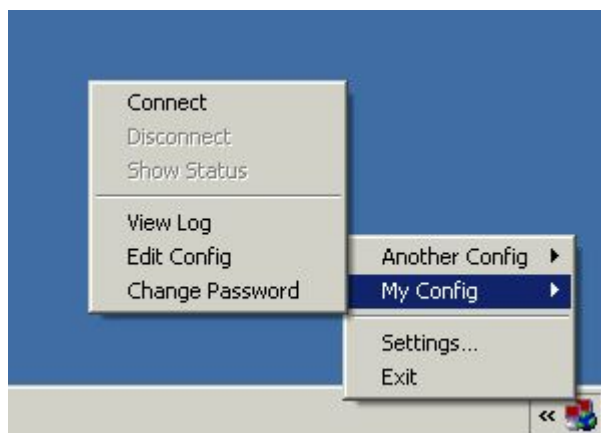 Connect
Disconnect
Show Status
View Log
Edit Config
Change Password
Another Config
My Config
Settings...
Exit
«